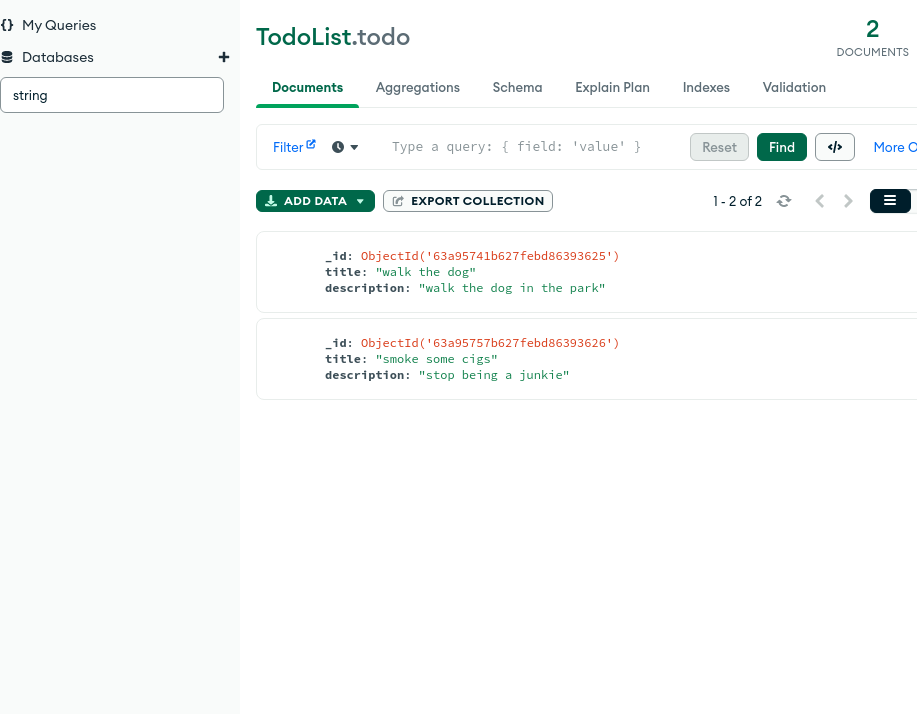 {} My Queries
Databases +
string
TodoList.todo
2
DOCUMENTS
Documents Aggregations Schema Explain Plan Indexes Validation
Filter Type a query: { field: 'value' } Reset Find </> More O
ADD DATA EXPORT COLLECTION 1 - 2 of 2
_id: ObjectId('63a95741b627febd86393625')
title: "walk the dog"
description: "walk the dog in the park"
_id: ObjectId('63a95757b627febd86393626')
title: "smoke some cigs"
description: "stop being a junkie"